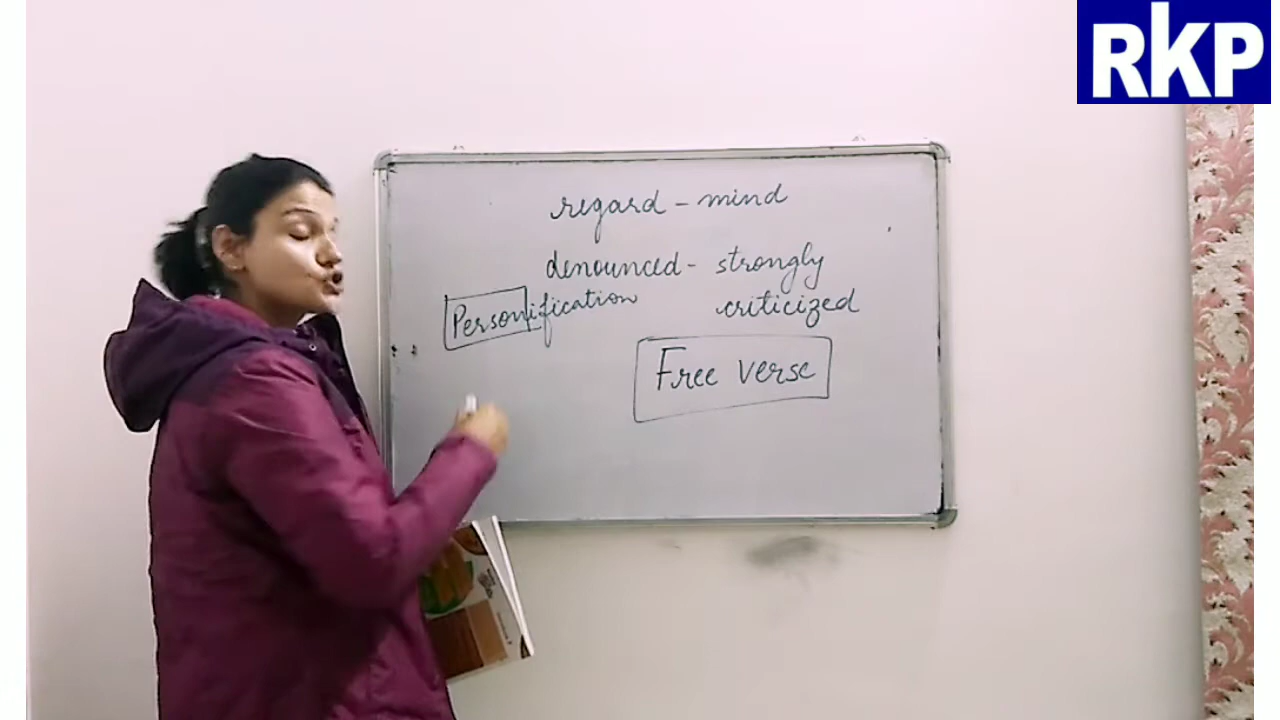 RKP
regard - mind
denounced - strongly
criticized
Personification
Free verse